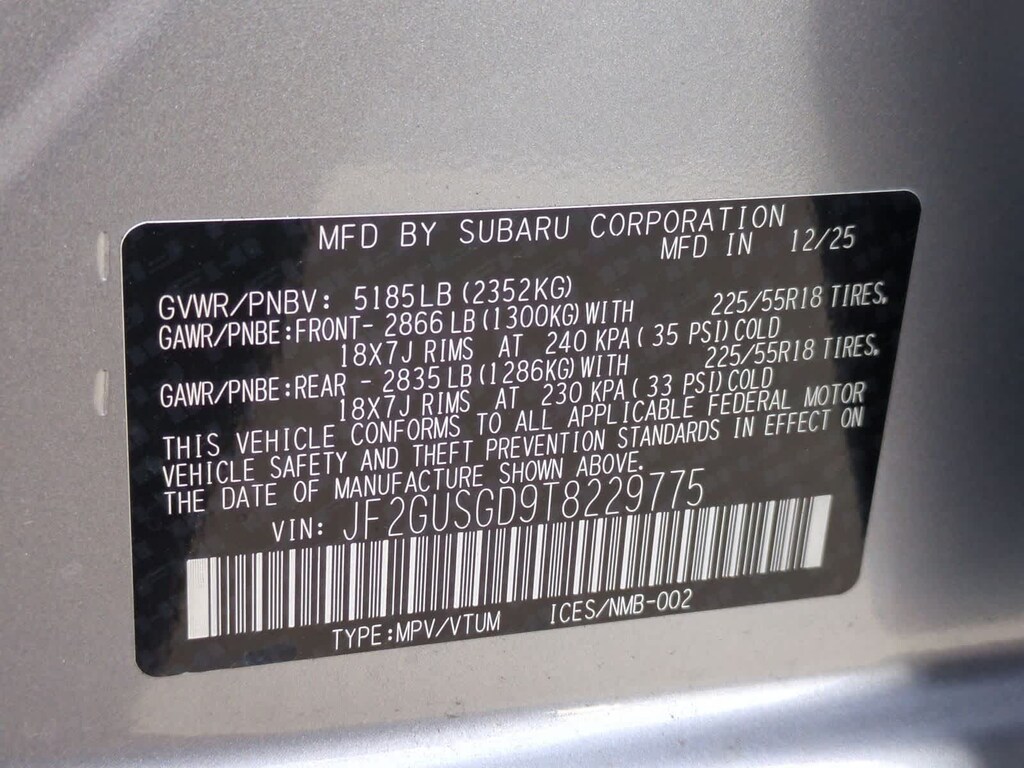 MFD BY SUBARU CORPORATION
MFD IN 12/25
GVWR/PNBV: 5185LB (2352KG)
GAWR/PNBE:FRONT- 2866 LB (1300KG) WITH 225/55R18 TIRES,
18X7J RIMS AT 240 KPA ( 35 PSI) COLD
GAWR/PNBE:REAR - 2835 LB (1286KG) WITH 225/55R18 TIRES,
18X7J RIMS AT 230 KPA ( 33 PSI) COLD
THIS VEHICLE CONFORMS TO ALL APPLICABLE FEDERAL MOTOR
VEHICLE SAFETY AND THEFT PREVENTION STANDARDS IN EFFECT ON
THE DATE OF MANUFACTURE SHOWN ABOVE.
VIN: JF2GUSGD9T8229775
TYPE:MPV/VTUM ICES/NMB-002